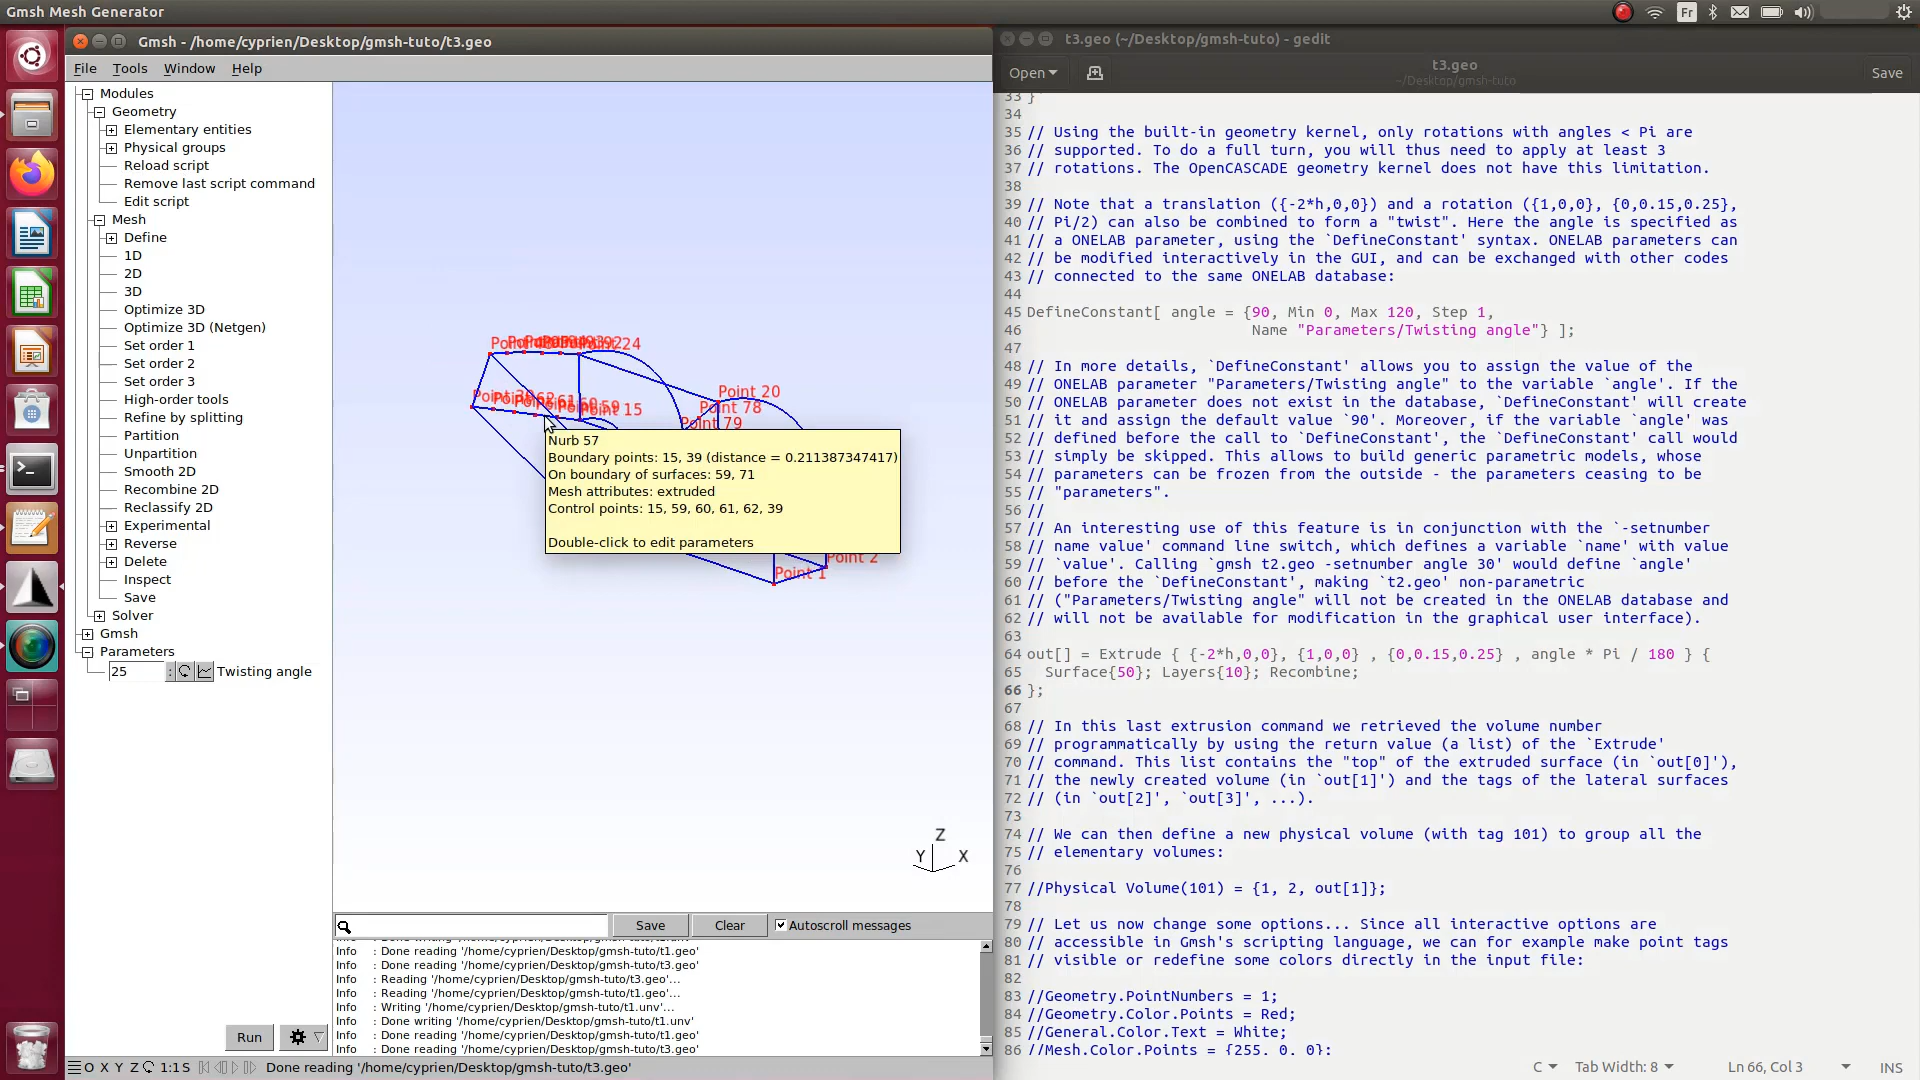 Gmsh Mesh Generator
Fr
Gmsh - /home/cyprien/Desktop/gmsh-tuto/t3.geo
File Tools Window Help
Modules
Geometry
Elementary entities
Physical groups
Reload script
Remove last script command
Edit script
Mesh
Define
1D
2D
3D
Optimize 3D
Optimize 3D (Netgen)
Set order 1
Set order 2
Set order 3
High-order tools
Refine by splitting
Partition
Unpartition
Smooth 2D
Recombine 2D
Reclassify 2D
Experimental
Reverse
Delete
Inspect
Save
Solver
Gmsh
Parameters
25 : Twisting angle
Run
24
Point 20
Point 78
Point 79
Point 15
Nurb 57
Boundary points: 15, 39 (distance = 0.211387347417)
On boundary of surfaces: 59, 71
Mesh attributes: extruded
Control points: 15, 59, 60, 61, 62, 39
Double-click to edit parameters
Point 2
Point 1
Z
Y X
Save Clear Autoscroll messages
Info : Done writing '/home/cyprien/Desktop/gmsh-tuto/t1.unv'
Info : Done reading '/home/cyprien/Desktop/gmsh-tuto/t1.geo'
Info : Done reading '/home/cyprien/Desktop/gmsh-tuto/t3.geo'
Info : Reading '/home/cyprien/Desktop/gmsh-tuto/t3.geo'...
Info : Reading '/home/cyprien/Desktop/gmsh-tuto/t1.geo'...
Info : Writing '/home/cyprien/Desktop/gmsh-tuto/t1.unv'...
Info : Done writing '/home/cyprien/Desktop/gmsh-tuto/t1.unv'
Info : Done reading '/home/cyprien/Desktop/gmsh-tuto/t1.geo'
Info : Done reading '/home/cyprien/Desktop/gmsh-tuto/t3.geo'
O X Y Z 1:1 S Done reading '/home/cyprien/Desktop/gmsh-tuto/t3.geo'
t3.geo (~/Desktop/gmsh-tuto) - gedit
Open t3.geo Save
~/Desktop/gmsh-tuto
33 }
34
35 // Using the built-in geometry kernel, only rotations with angles < Pi are
36 // supported. To do a full turn, you will thus need to apply at least 3
37 // rotations. The OpenCASCADE geometry kernel does not have this limitation.
38
39 // Note that a translation ({-2*h,0,0}) and a rotation ({1,0,0}, {0,0.15,0.25},
40 // Pi/2) can also be combined to form a "twist". Here the angle is specified as
41 // a ONELAB parameter, using the `DefineConstant' syntax. ONELAB parameters can
42 // be modified interactively in the GUI, and can be exchanged with other codes
43 // connected to the same ONELAB database:
44
45 DefineConstant[ angle = {90, Min 0, Max 120, Step 1,
46 Name "Parameters/Twisting angle"} ];
47
48 // In more details, `DefineConstant' allows you to assign the value of the
49 // ONELAB parameter "Parameters/Twisting angle" to the variable `angle'. If the
50 // ONELAB parameter does not exist in the database, `DefineConstant' will create
51 // it and assign the default value `90'. Moreover, if the variable `angle' was
52 // defined before the call to `DefineConstant', the `DefineConstant' call would
53 // simply be skipped. This allows to build generic parametric models, whose
54 // parameters can be frozen from the outside - the parameters ceasing to be
55 // "parameters".
56 //
57 // An interesting use of this feature is in conjunction with the `-setnumber
58 // name value' command line switch, which defines a variable `name' with value
59 // `value'. Calling `gmsh t2.geo -setnumber angle 30' would define `angle'
60 // before the `DefineConstant', making `t2.geo' non-parametric
61 // ("Parameters/Twisting angle" will not be created in the ONELAB database and
62 // will not be available for modification in the graphical user interface).
63
64 out[] = Extrude { {-2*h,0,0}, {1,0,0} , {0,0.15,0.25} , angle * Pi / 180 } {
65 Surface{50}; Layers{10}; Recombine;
66 };
67
68 // In this last extrusion command we retrieved the volume number
69 // programmatically by using the return value (a list) of the `Extrude'
70 // command. This list contains the "top" of the extruded surface (in `out[0]'),
71 // the newly created volume (in `out[1]') and the tags of the lateral surfaces
72 // (in `out[2]', `out[3]', ...).
73
74 // We can then define a new physical volume (with tag 101) to group all the
75 // elementary volumes:
76
77 //Physical Volume(101) = {1, 2, out[1]};
78
79 // Let us now change some options... Since all interactive options are
80 // accessible in Gmsh's scripting language, we can for example make point tags
81 // visible or redefine some colors directly in the input file:
82
83 //Geometry.PointNumbers = 1;
84 //Geometry.Color.Points = Red;
85 //General.Color.Text = White;
86 //Mesh.Color.Points = {255, 0, 0};
C Tab Width: 8 Ln 66, Col 3 INS